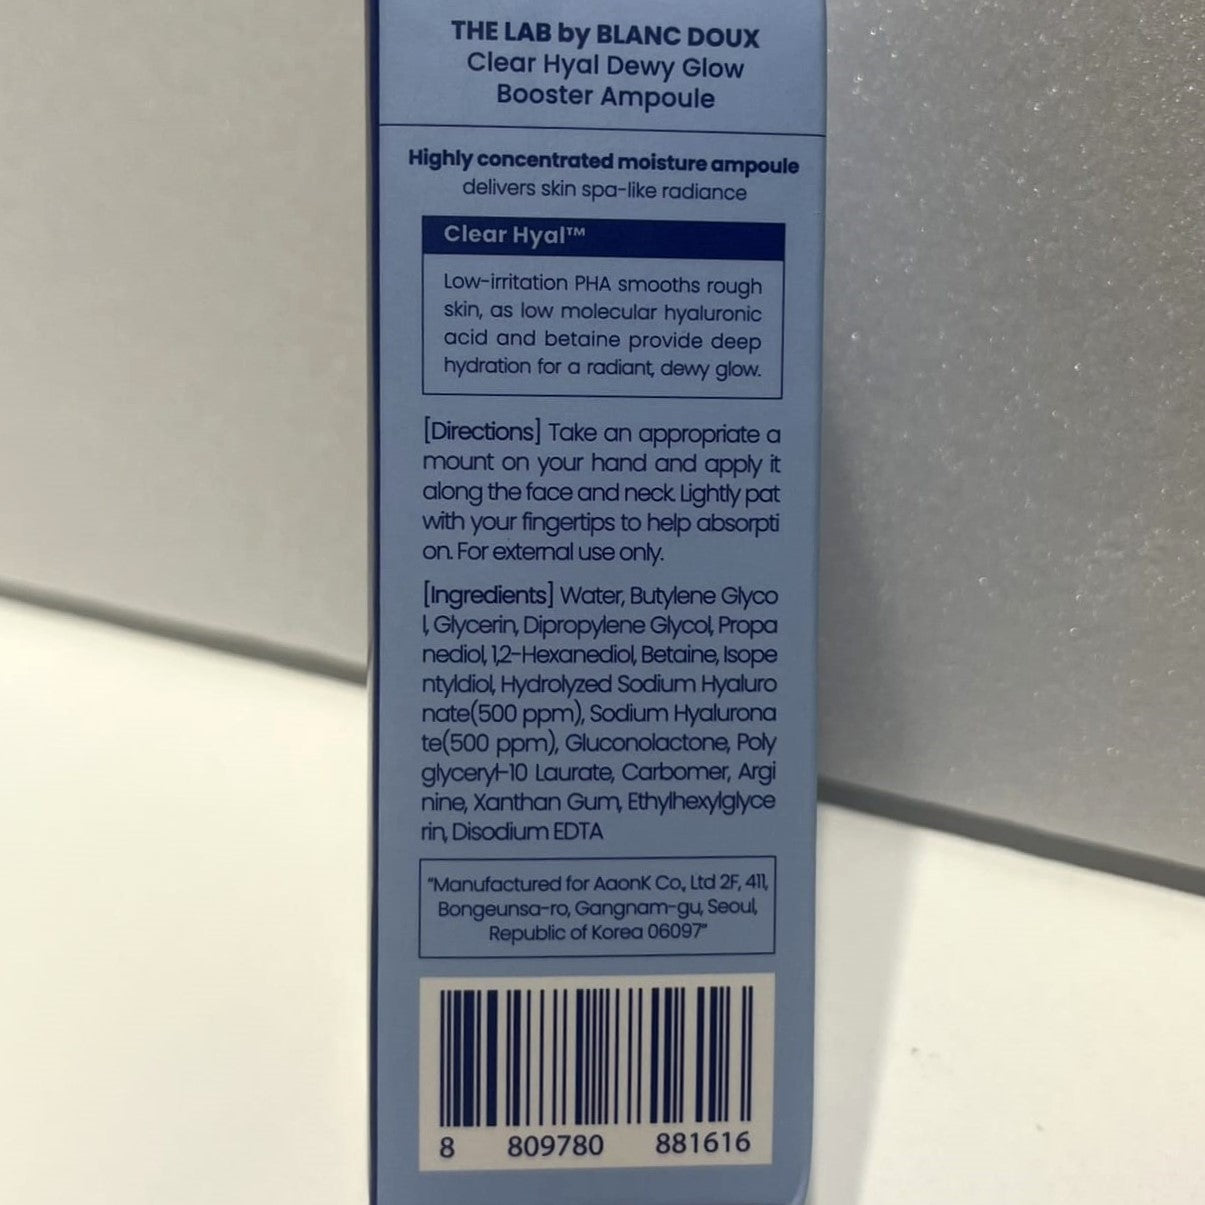 THE LAB by BLANC DOUX
Clear Hyal Dewy Glow
Booster Ampoule
Highly concentrated moisture ampoule
delivers skin spa-like radiance
Clear Hyal™
Low-irritation PHA smooths rough
skin, as low molecular hyaluronic
acid and betaine provide deep
hydration for a radiant, dewy glow.
[Directions] Take an appropriate a
mount on your hand and apply it
along the face and neck. Lightly pat
with your fingertips to help absorpti
on. For external use only.
[Ingredients] Water, Butylene Glyco
l, Glycerin, Dipropylene Glycol, Propa
nediol, 1,2-Hexanediol, Betaine, Isope
ntyldiol, Hydrolyzed Sodium Hyaluro
nate(500 ppm), Sodium Hyalurona
te(500 ppm), Gluconolactone, Poly
glyceryl-10 Laurate, Carbomer, Argi
nine, Xanthan Gum, Ethylhexylglyce
rin, Disodium EDTA
"Manufactured for AaonK Co., Ltd 2F, 411,
Bongeunsa-ro, Gangnam-gu, Seoul,
Republic of Korea 06097"
8 809780 881616